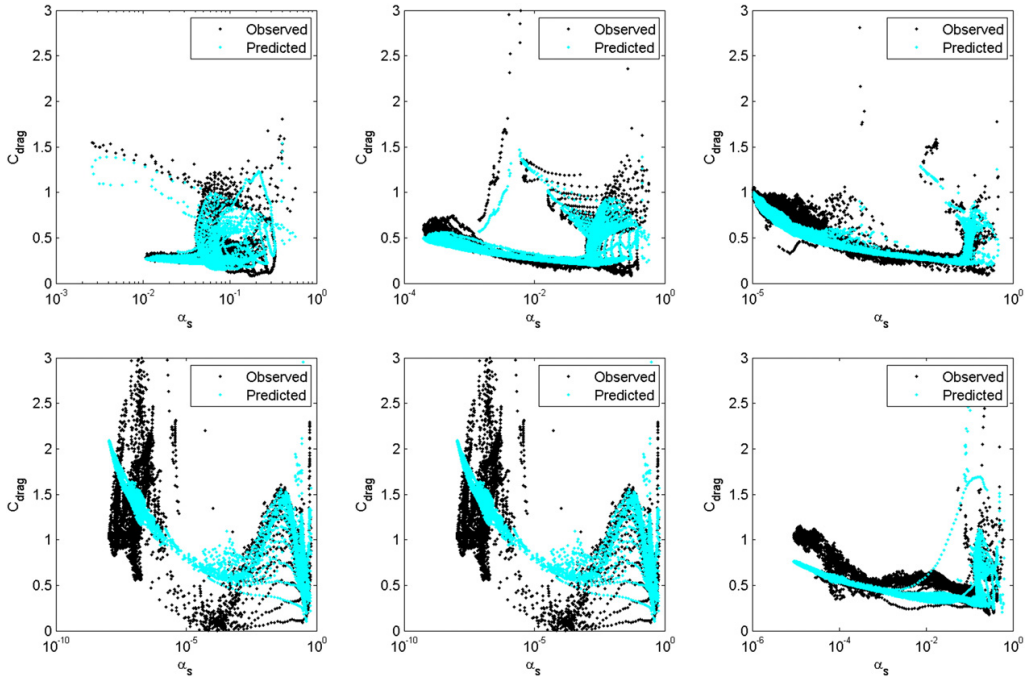 3
2.5
2
1.5
1
0.5
0
C_drag
10^-3
10^-2
10^-1
10^0
α_s
Observed
Predicted
3
2.5
2
1.5
1
0.5
0
C_drag
10^-4
10^-2
10^0
α_s
Observed
Predicted
3
2.5
2
1.5
1
0.5
0
C_drag
10^-5
10^0
α_s
Observed
Predicted
3
2.5
2
1.5
1
0.5
0
C_drag
10^-10
10^-5
10^0
α_s
Observed
Predicted
3
2.5
2
1.5
1
0.5
0
C_drag
10^-10
10^-5
10^0
α_s
Observed
Predicted
3
2.5
2
1.5
1
0.5
0
C_drag
10^-6
10^-4
10^-2
10^0
α_s
Observed
Predicted